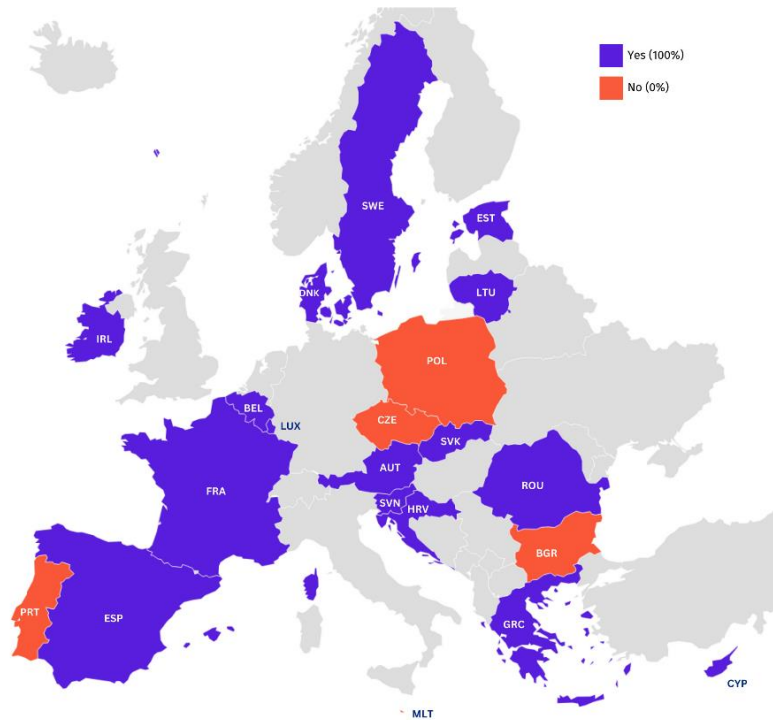 Yes (100%)
No (0%)
SWE
EST
DNK
LTU
IRL
POL
BEL
LUX
CZE
SVK
AUT
FRA
ROU
SVN
HRV
BGR
PRT
ESP
GRC
CYP
MLT